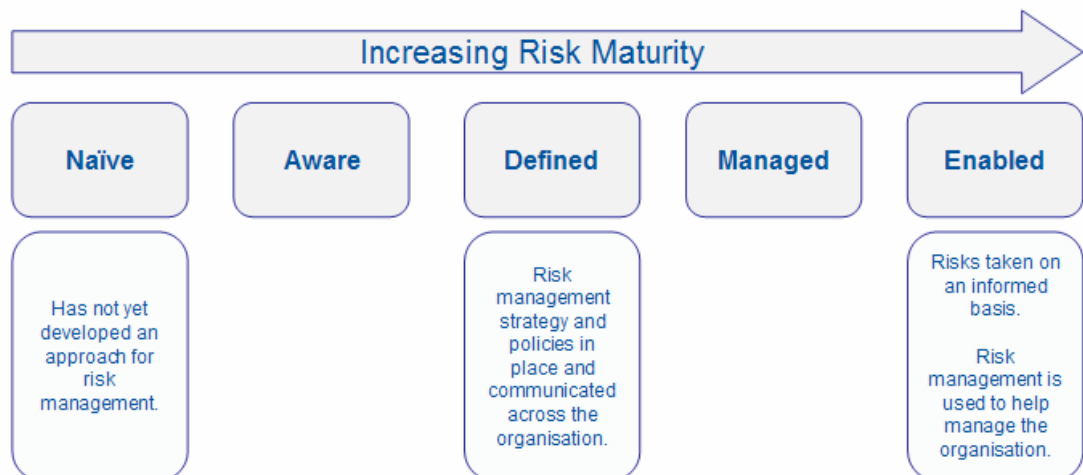 Increasing Risk Maturity
Naïve
Aware
Defined
Managed
Enabled
Has not yet
developed an
approach for
risk
management.
Risk
management
strategy and
policies in
place and
communicated
across the
organisation.
Risks taken on
an informed
basis.
Risk
management is
used to help
manage the
organisation.